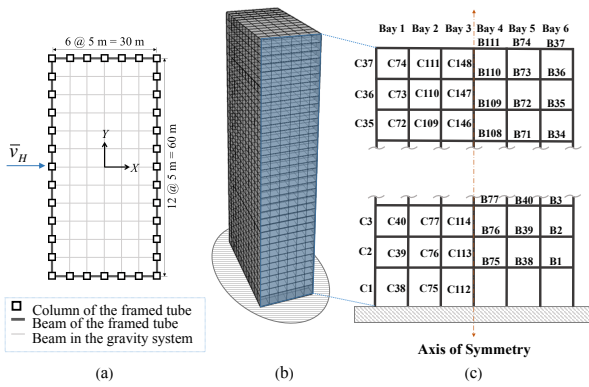 6 @ 5 m = 30 m
12 @ 5 m = 60 m
v̅_H
Y
X
Column of the framed tube
Beam of the framed tube
Beam in the gravity system
(a)
(b)
Bay 1 Bay 2 Bay 3 Bay 4 Bay 5 Bay 6
B111 B74 B37
C37 C74 C111 C148
B110 B73 B36
C36 C73 C110 C147
B109 B72 B35
C35 C72 C109 C146
B108 B71 B34
B77 B40 B3
C3 C40 C77 C114
B76 B39 B2
C2 C39 C76 C113
B75 B38 B1
C1 C38 C75 C112
Axis of Symmetry
(c)